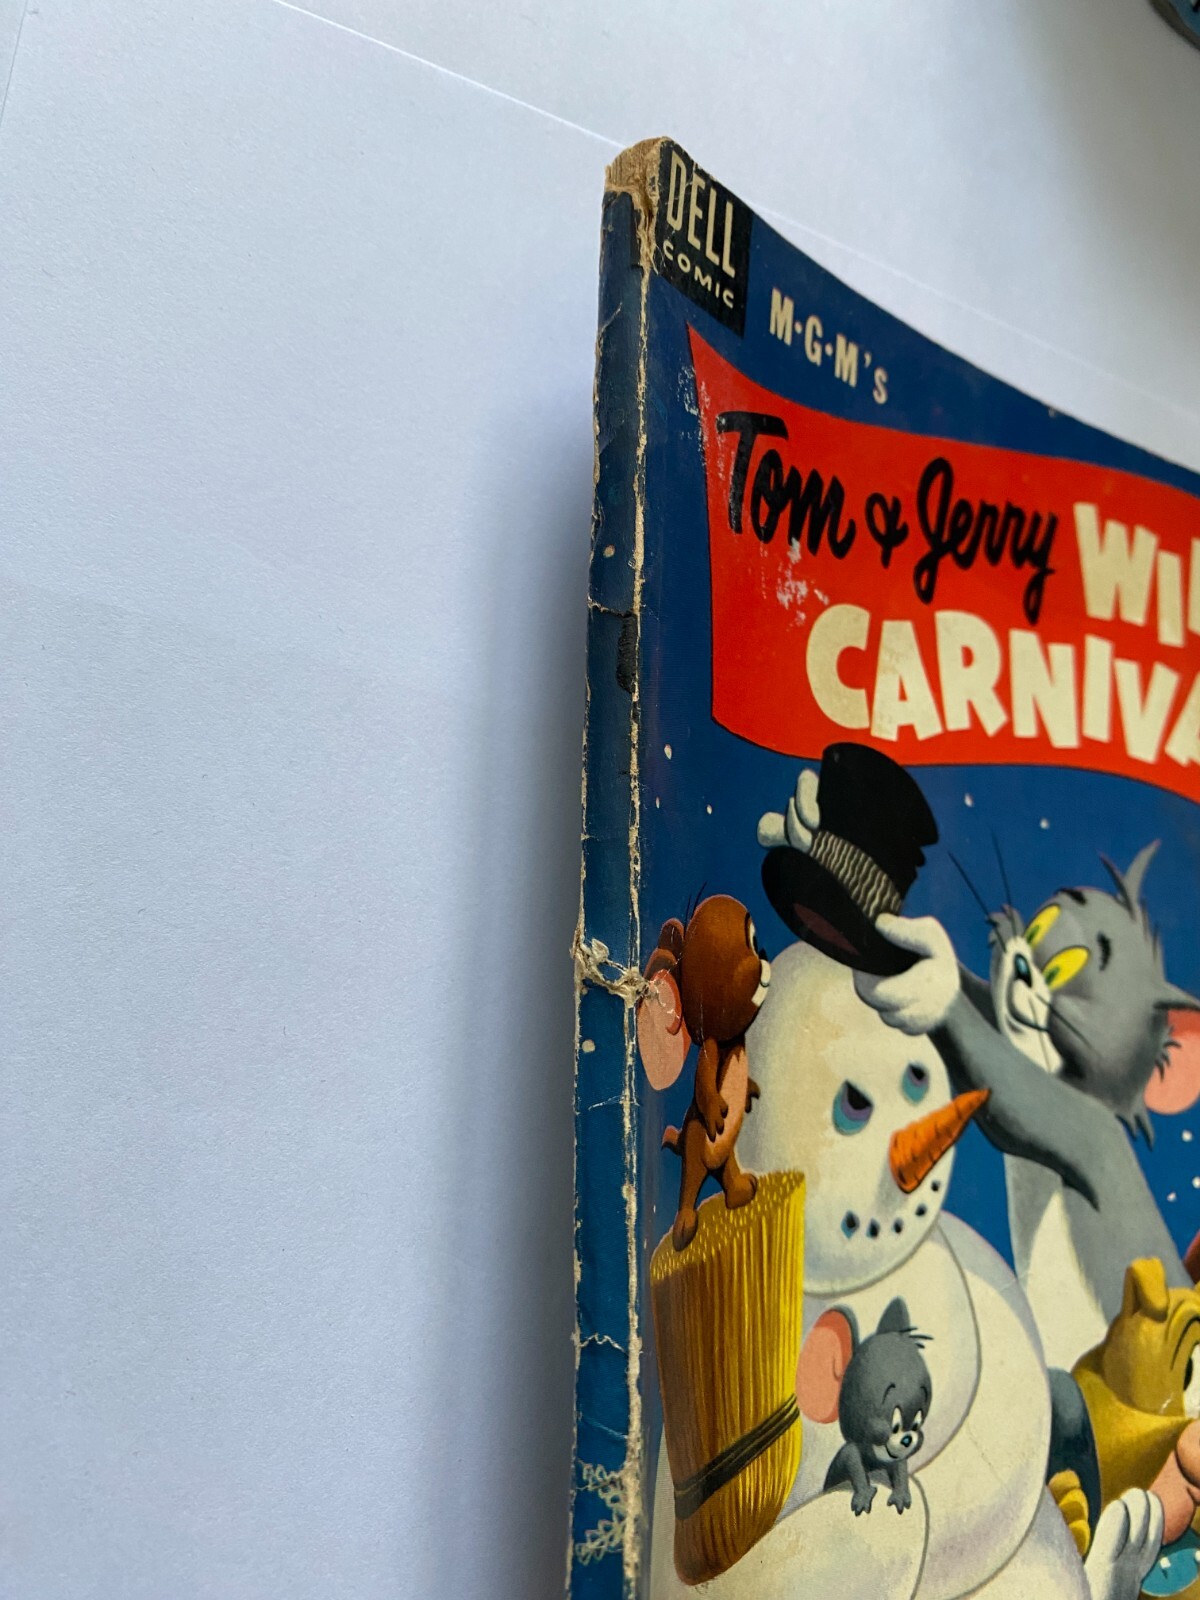 DELL
COMIC
M·G·M's
Tom & Jerry
CARNIVA